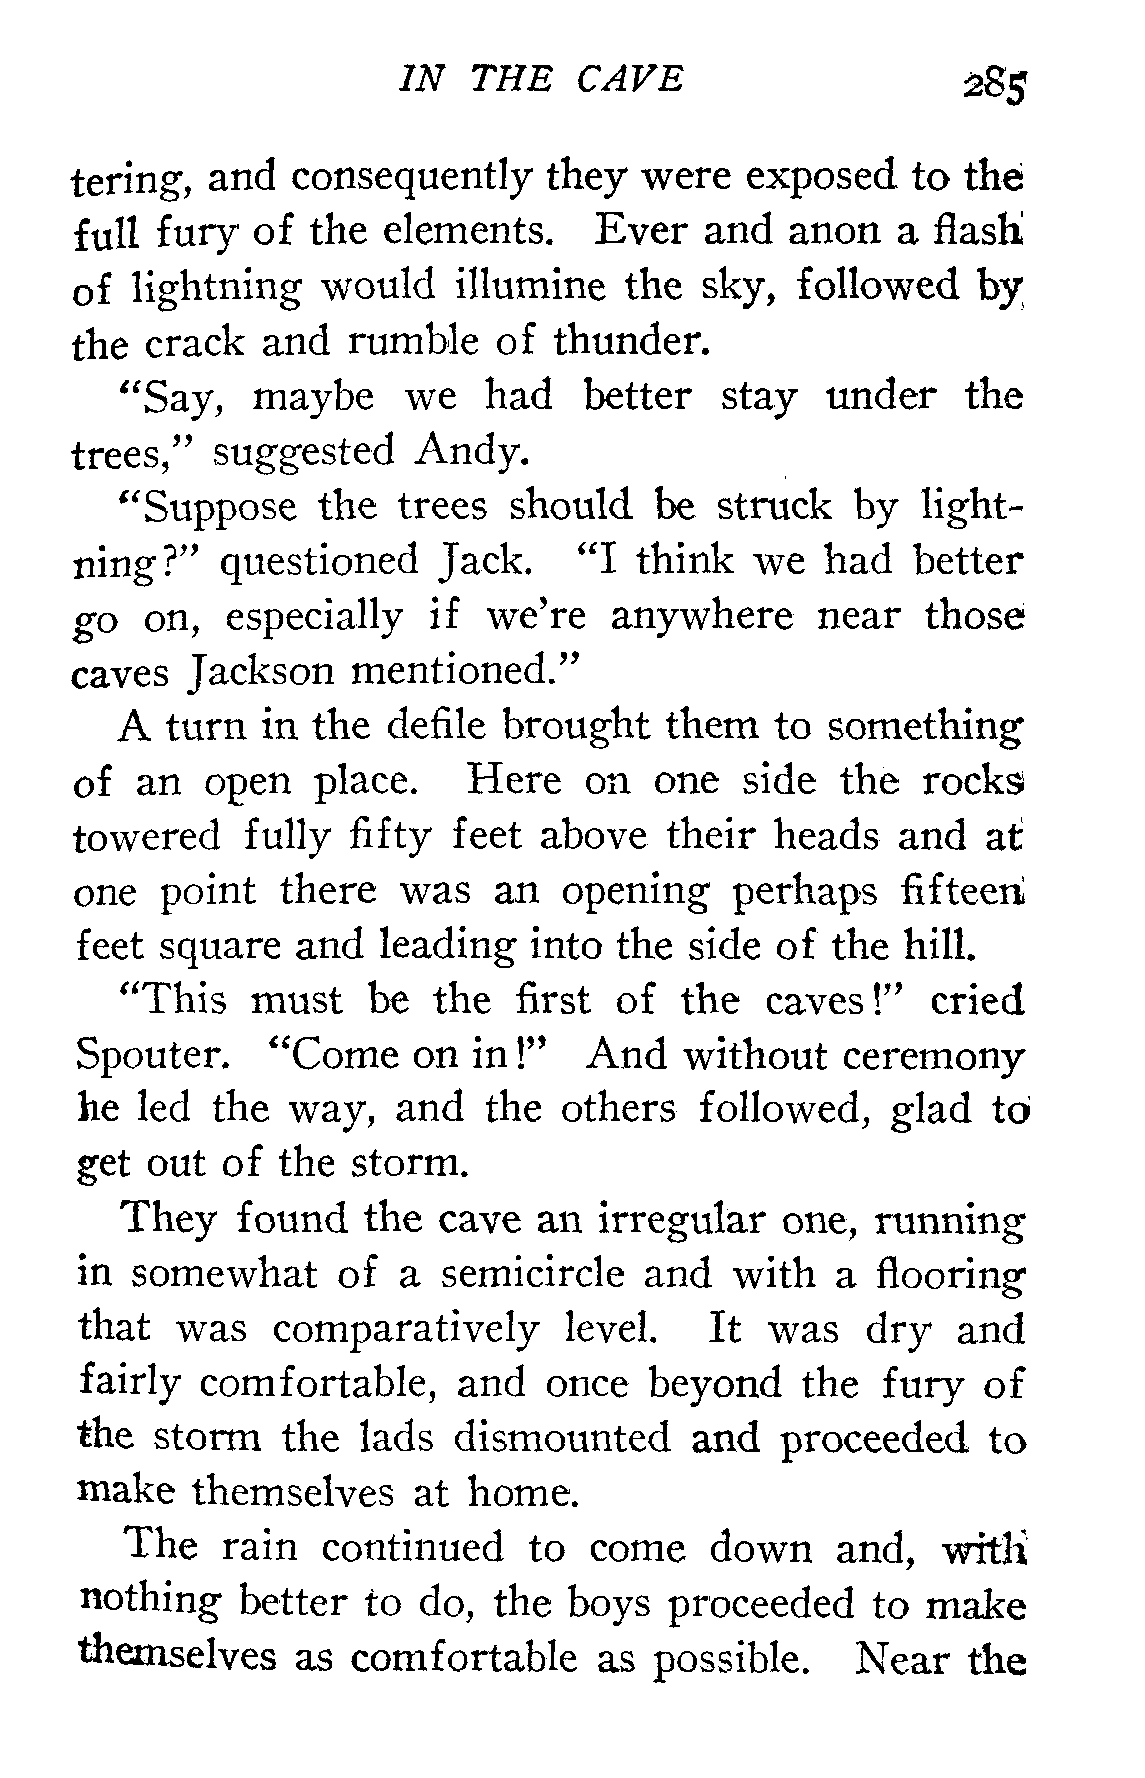 IN THE CAVE 285
tering, and consequently they were exposed to the
full fury of the elements. Ever and anon a flash
of lightning would illumine the sky, followed by
the crack and rumble of thunder.
“Say, maybe we had better stay under the
trees,” suggested Andy.
“Suppose the trees should be struck by light-
ning?” questioned Jack. “I think we had better
go on, especially if we’re anywhere near those
caves Jackson mentioned.”
A turn in the defile brought them to something
of an open place. Here on one side the rocks
towered fully fifty feet above their heads and at
one point there was an opening perhaps fifteen
feet square and leading into the side of the hill.
“This must be the first of the caves!” cried
Spouter. “Come on in!” And without ceremony
he led the way, and the others followed, glad to
get out of the storm.
They found the cave an irregular one, running
in somewhat of a semicircle and with a flooring
that was comparatively level. It was dry and
fairly comfortable, and once beyond the fury of
the storm the lads dismounted and proceeded to
make themselves at home.
The rain continued to come down and, with
nothing better to do, the boys proceeded to make
themselves as comfortable as possible. Near the